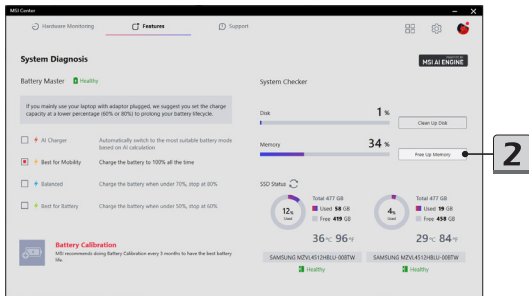 MSI Center
Hardware Monitoring
Features
Support
System Diagnosis
MSI AI ENGINE
Battery Master
Healthy
System Checker
If you mainly use your laptop with adaptor plugged, we suggest you set the charge
capacity at a lower percentage (60% or 80%) to prolong your battery lifecycle.
AI Charger
Automatically switch to the most suitable battery mode
based on AI calculation
Best for Mobility
Charge the battery to 100% all the time
Balanced
Charge the battery when under 70%, stop at 80%
Best for Battery
Charge the battery when under 50%, stop at 60%
Battery Calibration
MSI recommends doing Battery Calibration every 3 months to have the best battery
life.
Disk
1 %
Clean Up Disk
Memory
34 %
Free Up Memory
2
SSD Status
12%
Used
Total 477 GB
Used 58 GB
Free 419 GB
36°C 96°F
SAMSUNG MZVL4512HBLU-00BTW
Healthy
4%
Used
Total 477 GB
Used 19 GB
Free 458 GB
29°C 84°F
SAMSUNG MZVL4512HBLU-00BTW
Healthy